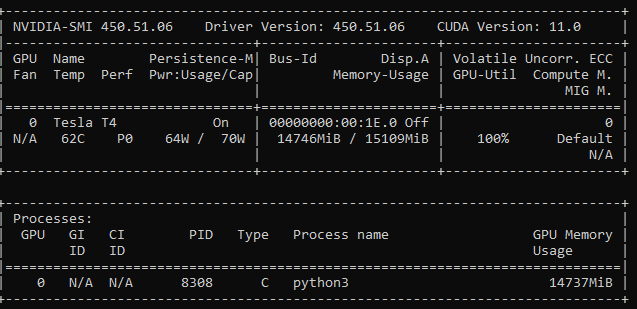 NVIDIA-SMI 450.51.06    Driver Version: 450.51.06    CUDA Version: 11.0
GPU  Name        Persistence-M| Bus-Id        Disp.A | Volatile Uncorr. ECC
Fan  Temp  Perf  Pwr:Usage/Cap|         Memory-Usage | GPU-Util  Compute M.
MIG M.
0  Tesla T4            On   | 00000000:00:1E.0 Off |                    0
N/A   62C    P0    64W /  70W | 14746MiB / 15109MiB |    100%      Default
N/A
Processes:
GPU   GI   CI        PID   Type   Process name                  GPU Memory
ID   ID                                                   Usage
0   N/A  N/A      8308      C   python3                         14737MiB